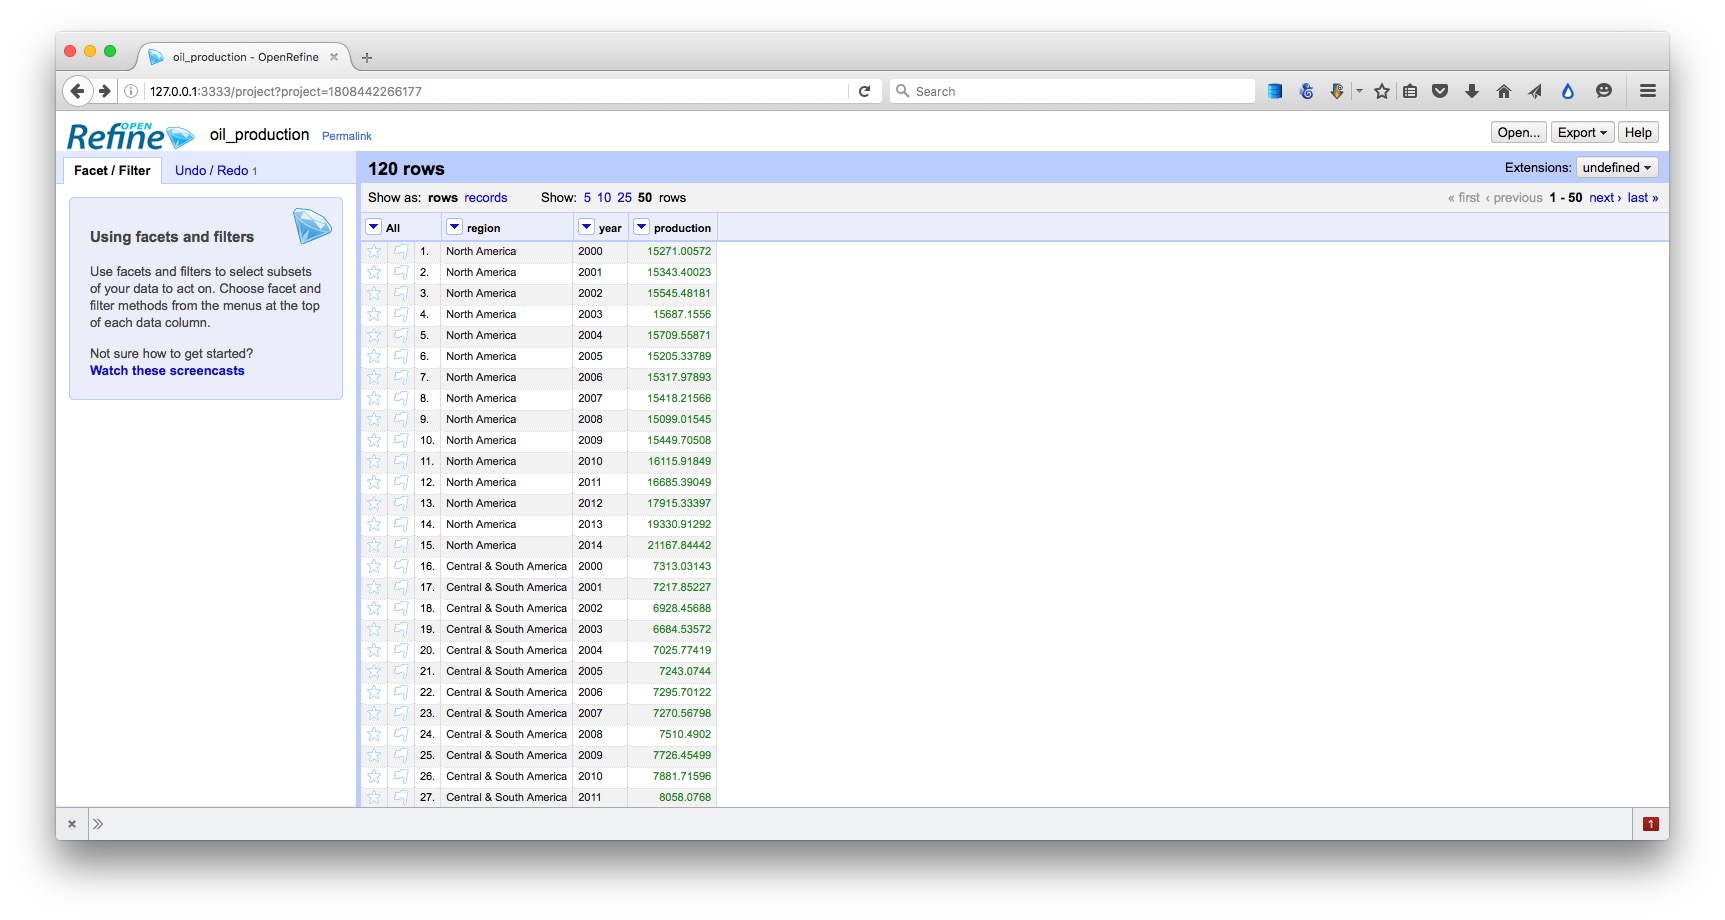 oil_production - OpenRefine
127.0.0.1:3333/project?project=1808442266177
Search
OPEN
Refine
oil_production Permalink
Open... Export Help
Facet / Filter Undo / Redo 1
120 rows
Extensions: undefined
Show as: rows records Show: 5 10 25 50 rows
« first ‹ previous 1 - 50 next › last »
Using facets and filters
Use facets and filters to select subsets
of your data to act on. Choose facet and
filter methods from the menus at the top
of each data column.
Not sure how to get started?
Watch these screencasts
All region year production
1. North America 2000 15271.00572
2. North America 2001 15343.40023
3. North America 2002 15545.48181
4. North America 2003 15687.1556
5. North America 2004 15709.55871
6. North America 2005 15205.33789
7. North America 2006 15317.97893
8. North America 2007 15418.21566
9. North America 2008 15099.01545
10. North America 2009 15449.70508
11. North America 2010 16115.91849
12. North America 2011 16685.39049
13. North America 2012 17915.33397
14. North America 2013 19330.91292
15. North America 2014 21167.84442
16. Central & South America 2000 7313.03143
17. Central & South America 2001 7217.85227
18. Central & South America 2002 6928.45688
19. Central & South America 2003 6684.53572
20. Central & South America 2004 7025.77419
21. Central & South America 2005 7243.0744
22. Central & South America 2006 7295.70122
23. Central & South America 2007 7270.56798
24. Central & South America 2008 7510.4902
25. Central & South America 2009 7726.45499
26. Central & South America 2010 7881.71596
27. Central & South America 2011 8058.0768
1